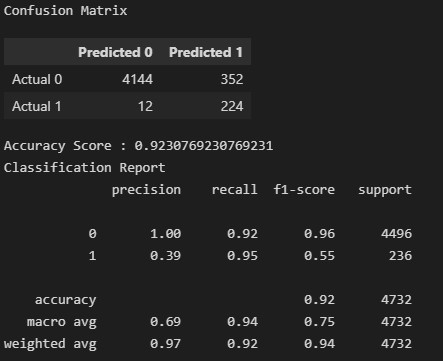 Confusion Matrix
Predicted 0 Predicted 1
Actual 0 4144 352
Actual 1 12 224
Accuracy Score : 0.9230769230769231
Classification Report
precision recall f1-score support
0 1.00 0.92 0.96 4496
1 0.39 0.95 0.55 236
accuracy 0.92 4732
macro avg 0.69 0.94 0.75 4732
weighted avg 0.97 0.92 0.94 4732